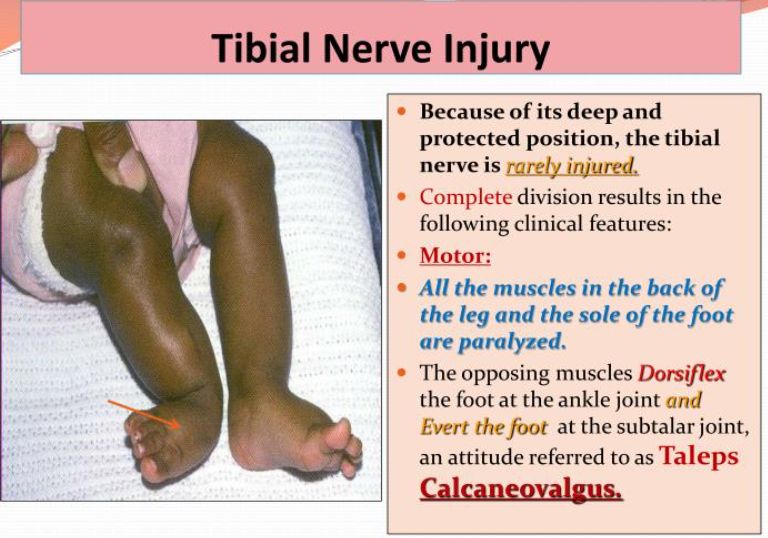 Tibial Nerve Injury
• Because of its deep and
protected position, the tibial
nerve is rarely injured.
• Complete division results in the
following clinical features:
• Motor:
• All the muscles in the back of
the leg and the sole of the foot
are paralyzed.
• The opposing muscles Dorsiflex
the foot at the ankle joint and
Evert the foot at the subtalar joint,
an attitude referred to as Taleps
Calcaneovalgus.